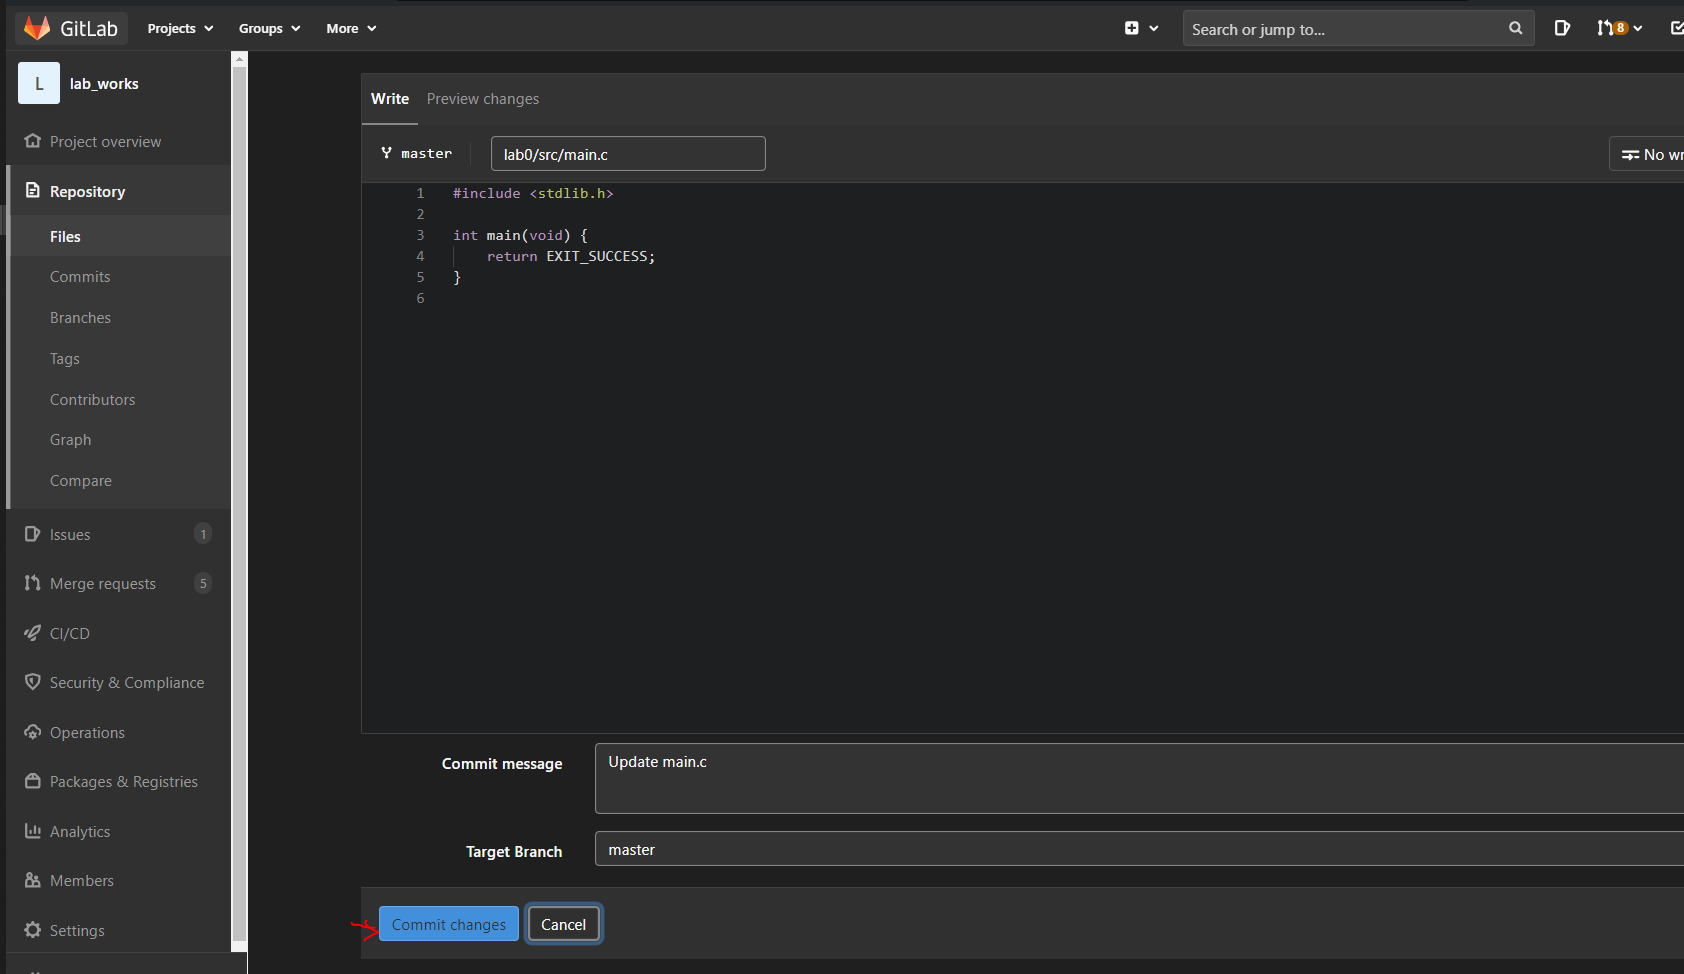 GitLab Projects Groups More Search or jump to... 8
L lab_works
Project overview
Repository
Files
Commits
Branches
Tags
Contributors
Graph
Compare
Issues 1
Merge requests 5
CI/CD
Security & Compliance
Operations
Packages & Registries
Analytics
Members
Settings
Write Preview changes
master lab0/src/main.c No wr
1 #include <stdlib.h>
2
3 int main(void) {
4     return EXIT_SUCCESS;
5 }
6
Commit message Update main.c
Target Branch master
Commit changes Cancel